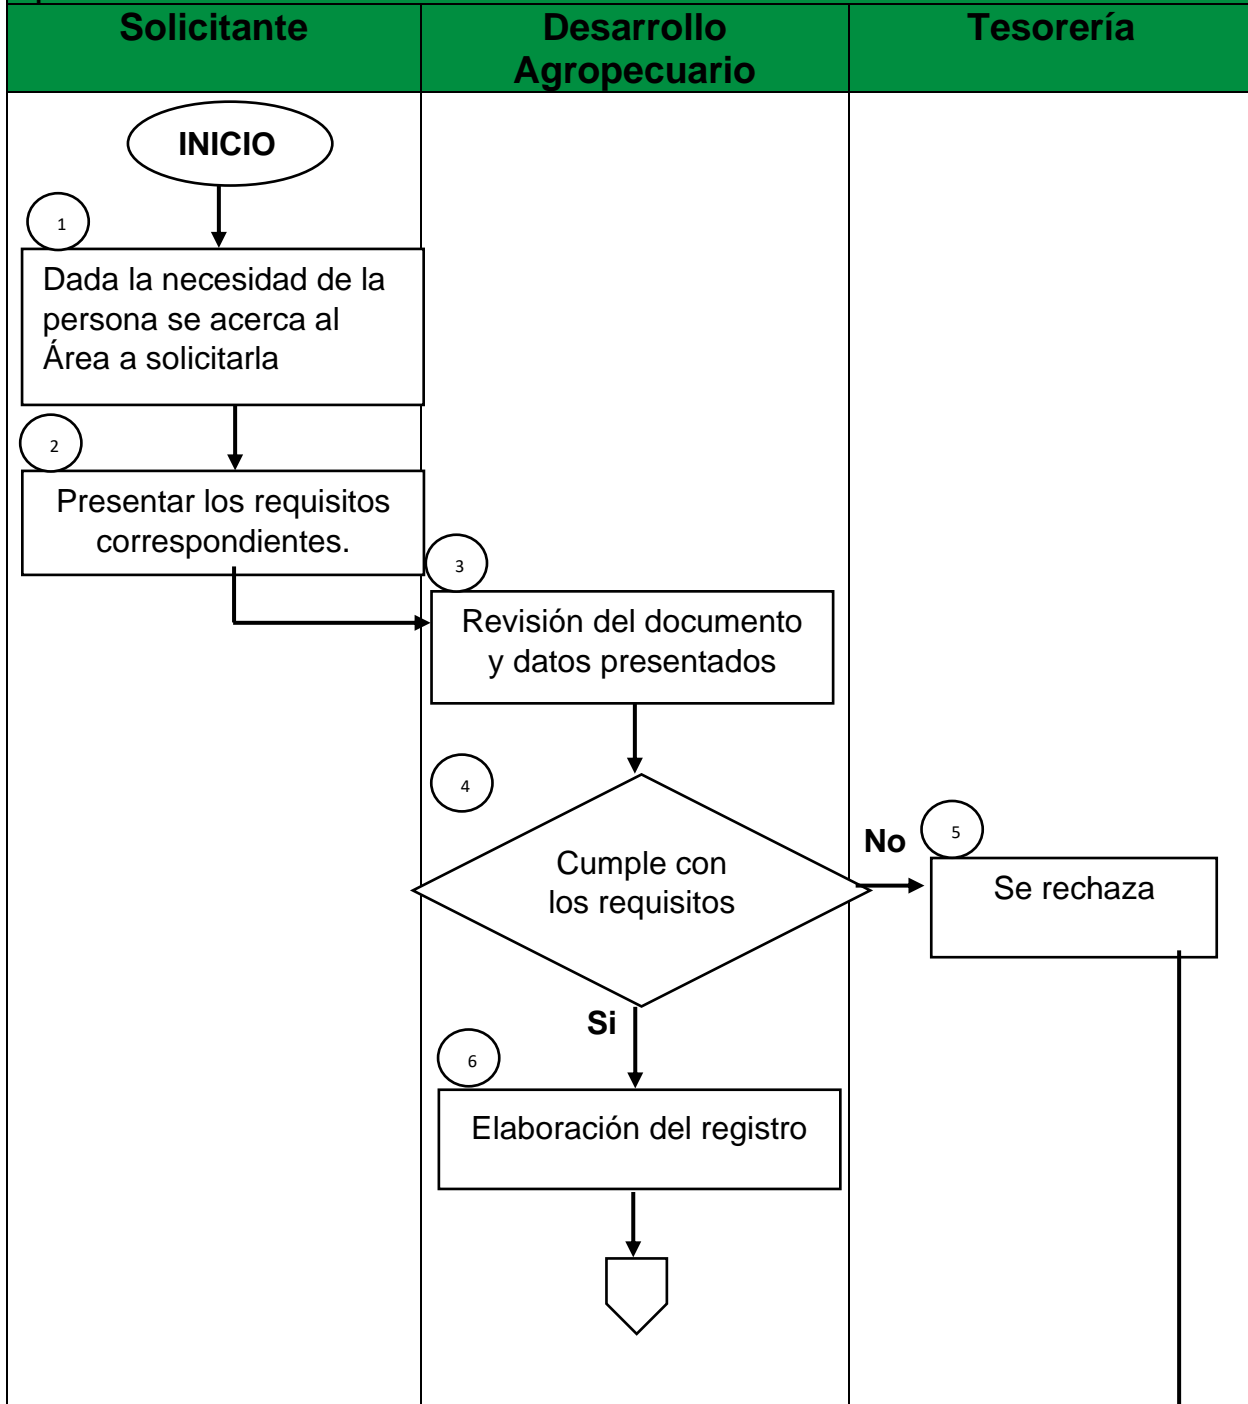 Solicitante
Desarrollo
Agropecuario
Tesorería
INICIO
1
Dada la necesidad de la
persona se acerca al
Área a solicitarla
2
Presentar los requisitos
correspondientes.
3
Revisión del documento
y datos presentados
4
Cumple con
los requisitos
No
5
Se rechaza
Si
6
Elaboración del registro